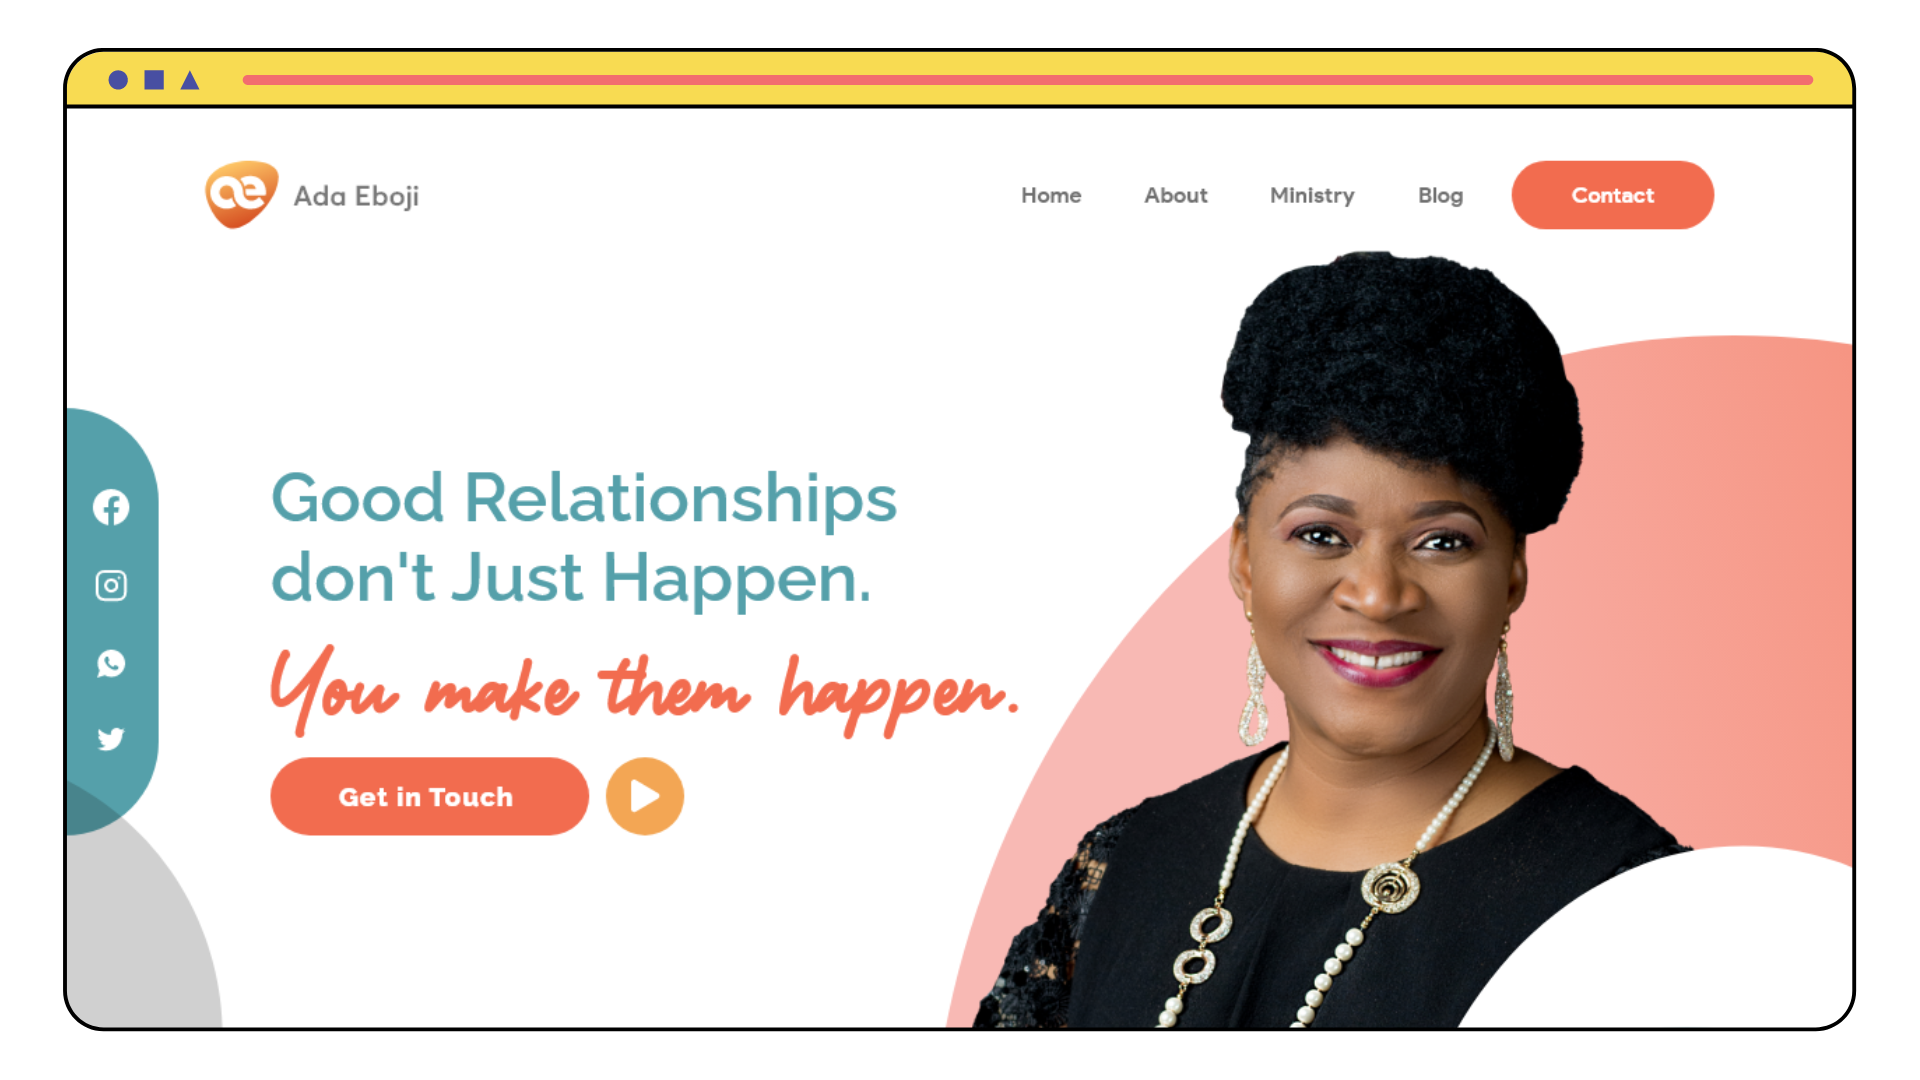 ae Ada Eboji
Home About Ministry Blog Contact
Good Relationships
don't Just Happen.
You make them happen.
Get in Touch